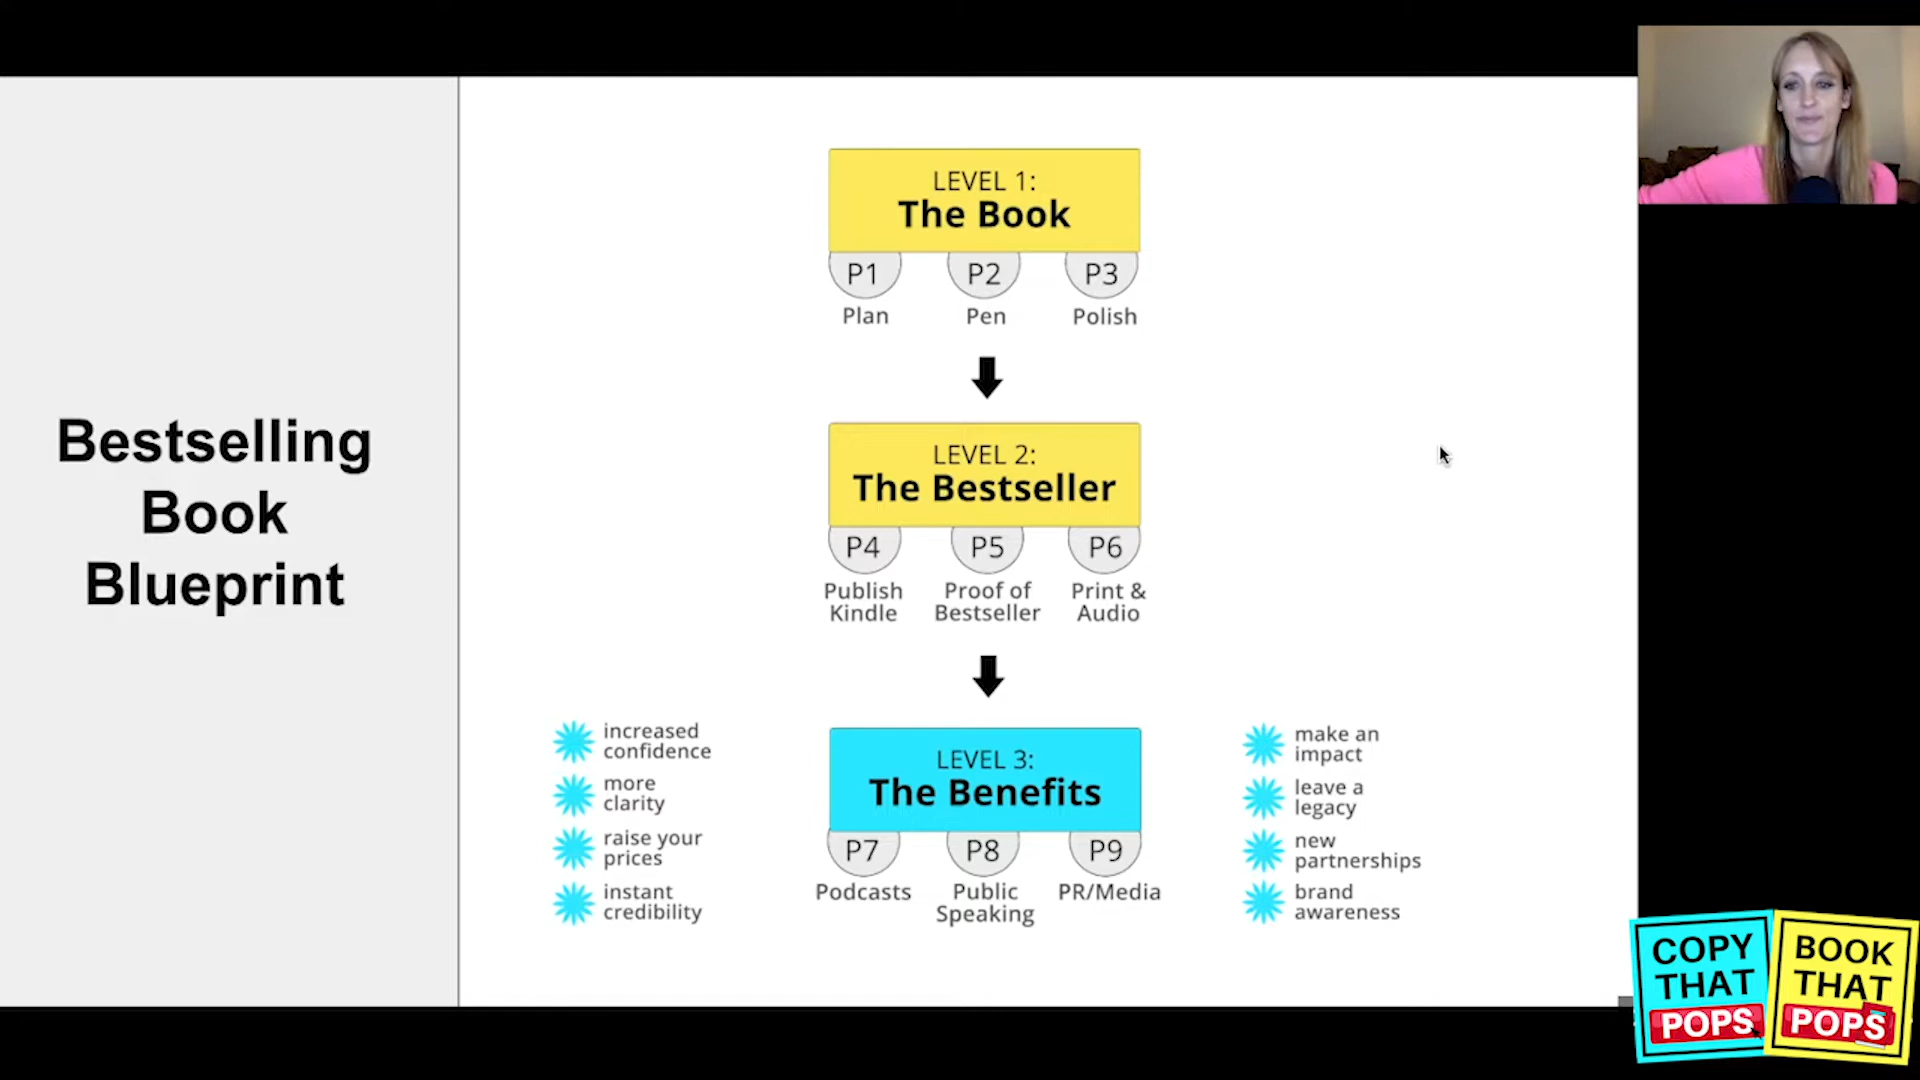 Bestselling
Book
Blueprint
LEVEL 1:
The Book
P1
P2
P3
Plan
Pen
Polish
LEVEL 2:
The Bestseller
P4
P5
P6
Publish
Kindle
Proof of
Bestseller
Print &
Audio
increased
confidence
more
clarity
raise your
prices
instant
credibility
LEVEL 3:
The Benefits
P7
P8
P9
Podcasts
Public
Speaking
PR/Media
make an
impact
leave a
legacy
new
partnerships
brand
awareness
COPY
THAT
POPS
BOOK
THAT
POPS